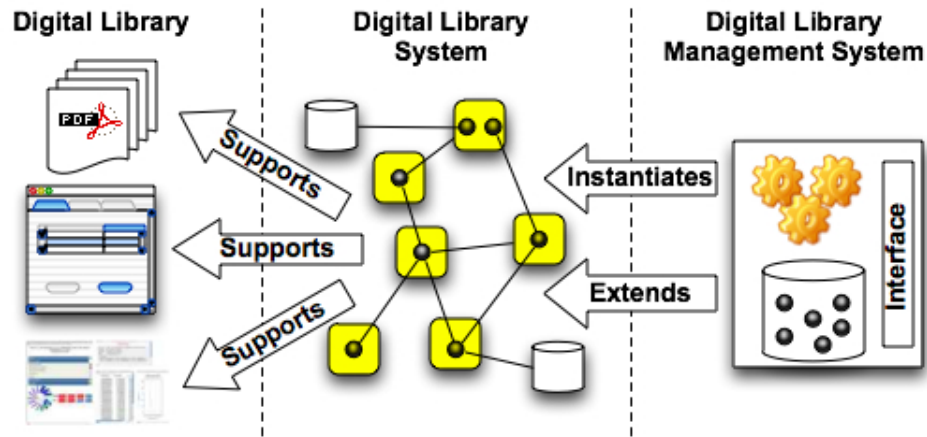 Digital Library
Digital Library
System
Digital Library
Management System
PDF
Supports
Supports
Supports
Instantiates
Extends
Interface